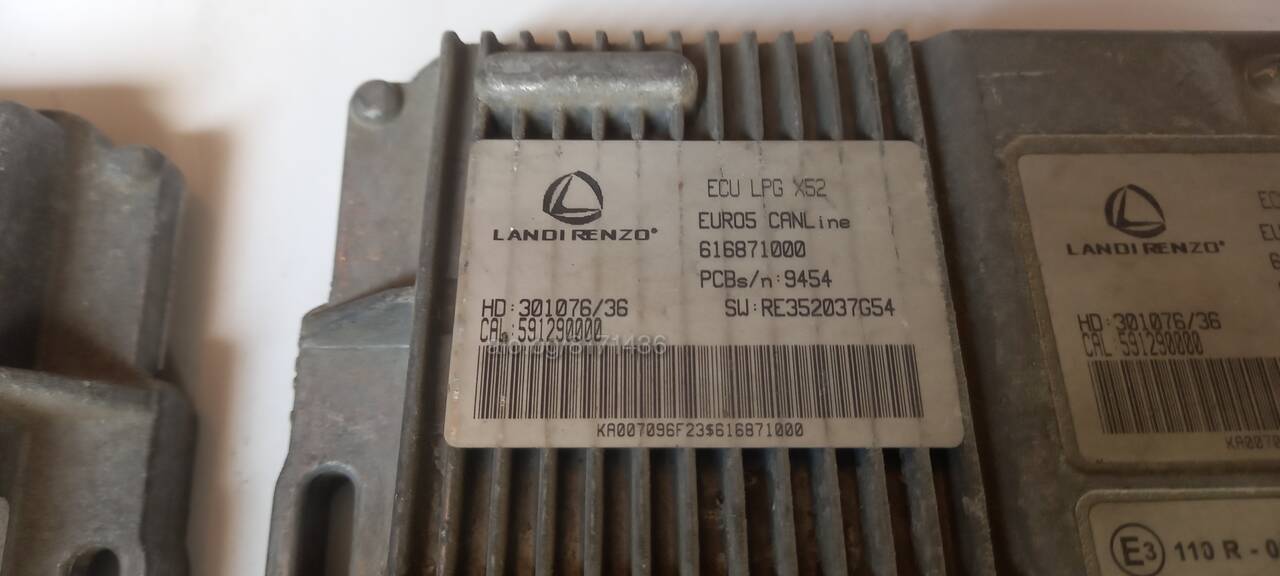 LANDI RENZO®
ECU LPG X52
EURO5 CANLine
616871000
PCBs/n:9454
HD:301076/36 SW:RE352037G54
CAL:591290000
KA007096F23$616871000
LANDI RENZO®
HD:301076/36
CAL:591290000
E3 110 R -